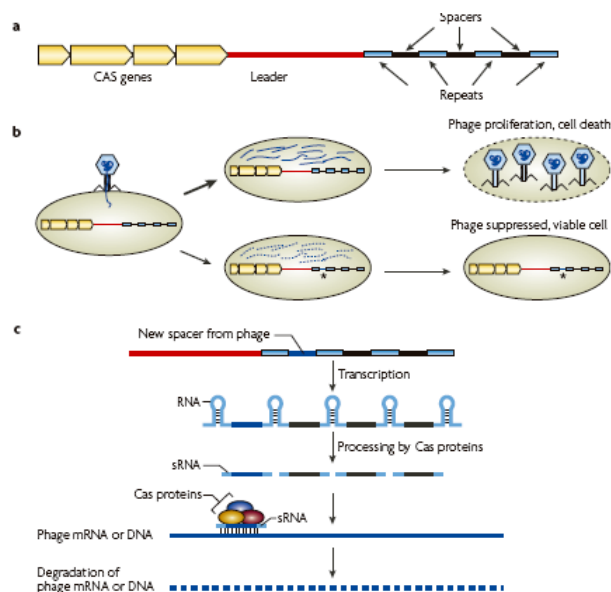 a
Spacers
CAS genes
Leader
Repeats
b
Phage proliferation, cell death
Phage suppressed, viable cell
*
*
c
New spacer from phage
Transcription
RNA
Processing by Cas proteins
sRNA
Cas proteins
sRNA
Phage mRNA or DNA
Degradation of
phage mRNA or DNA